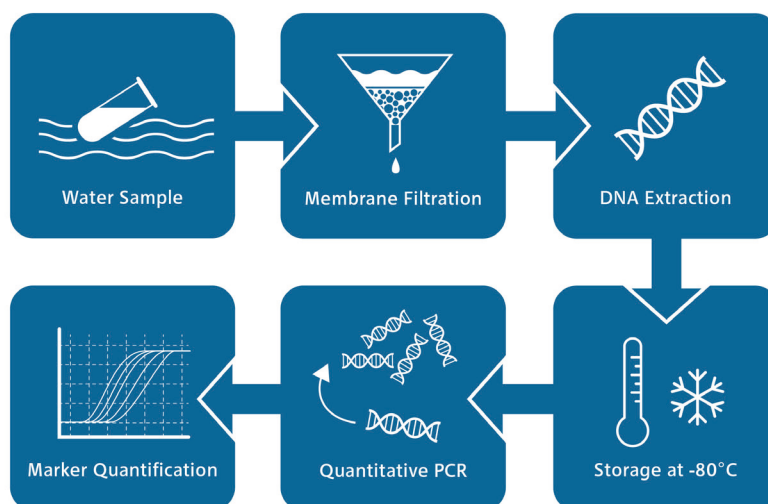 Water Sample
Membrane Filtration
DNA Extraction
Storage at -80°C
Quantitative PCR
Marker Quantification